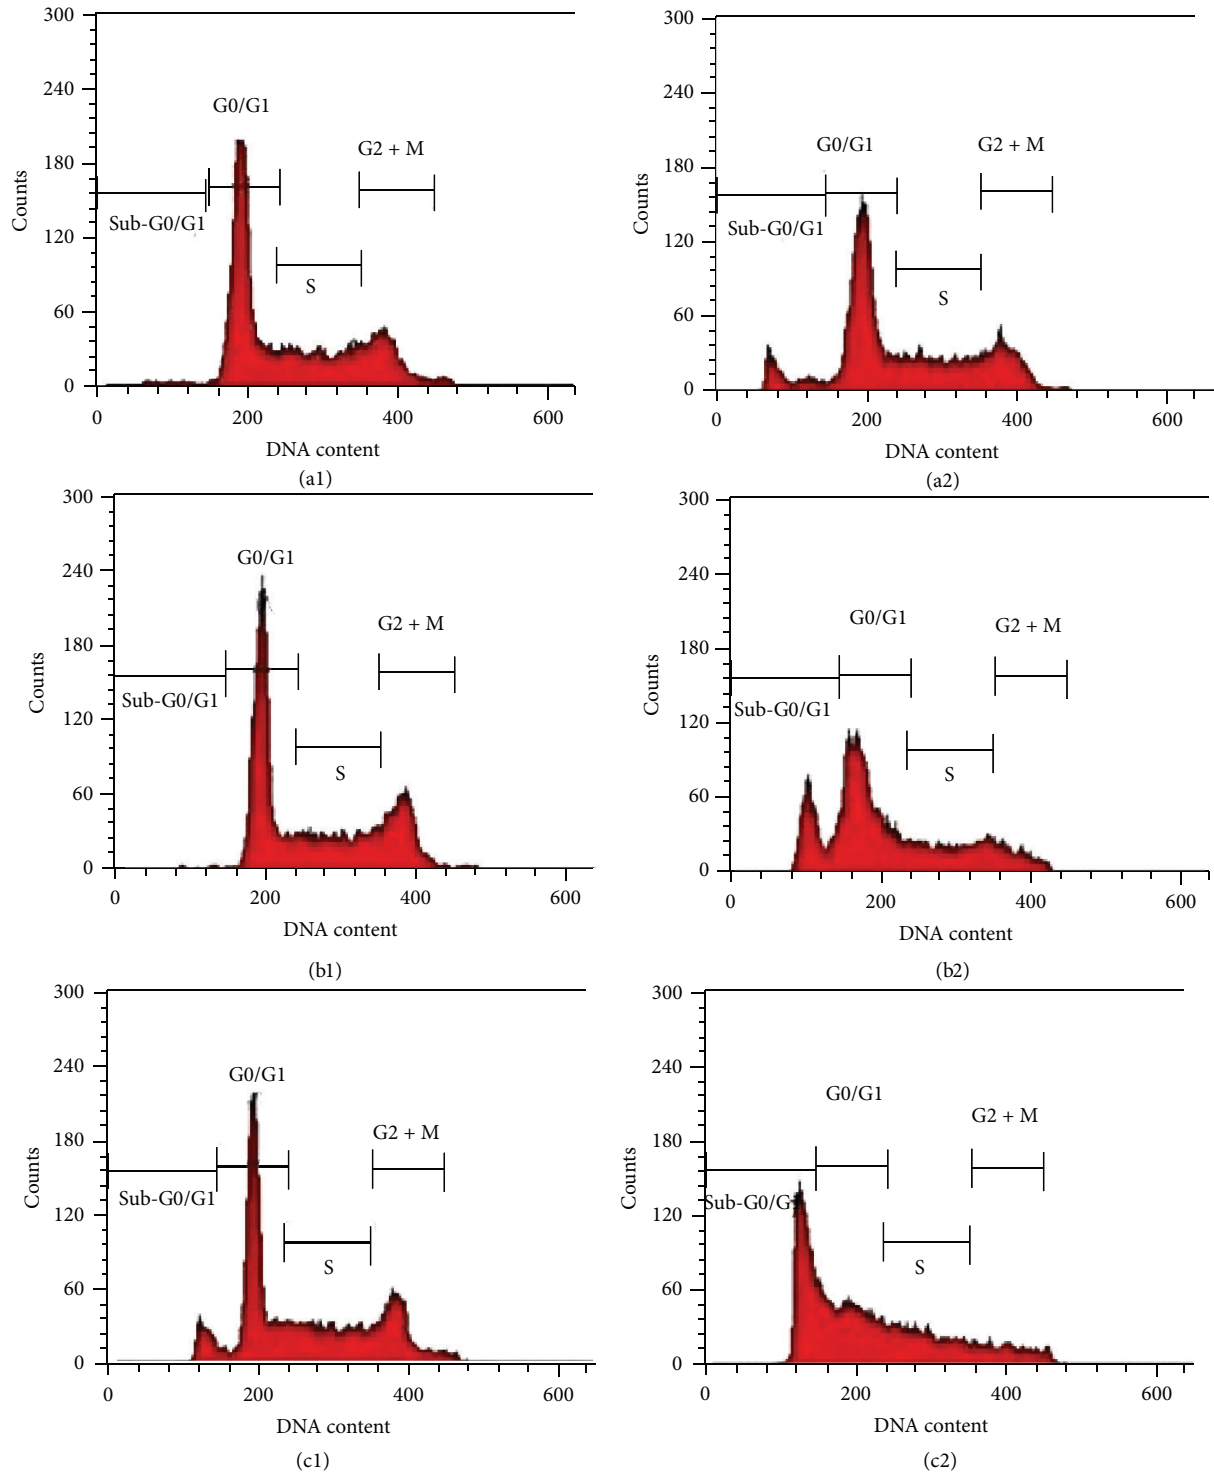 300
240
180
120
60
0
Counts
G0/G1
G2 + M
Sub-G0/G1
S
0 200 400 600
DNA content
(a1)
300
240
180
120
60
0
Counts
G0/G1
G2 + M
Sub-G0/G1
S
0 200 400 600
DNA content
(a2)
300
240
180
120
60
0
Counts
G0/G1
G2 + M
Sub-G0/G1
S
0 200 400 600
DNA content
(b1)
300
240
180
120
60
0
Counts
G0/G1
G2 + M
Sub-G0/G1
S
0 200 400 600
DNA content
(b2)
300
240
180
120
60
0
Counts
G0/G1
G2 + M
Sub-G0/G1
S
0 200 400 600
DNA content
(c1)
300
240
180
120
60
0
Counts
G0/G1
G2 + M
Sub-G0/G1
S
0 200 400 600
DNA content
(c2)